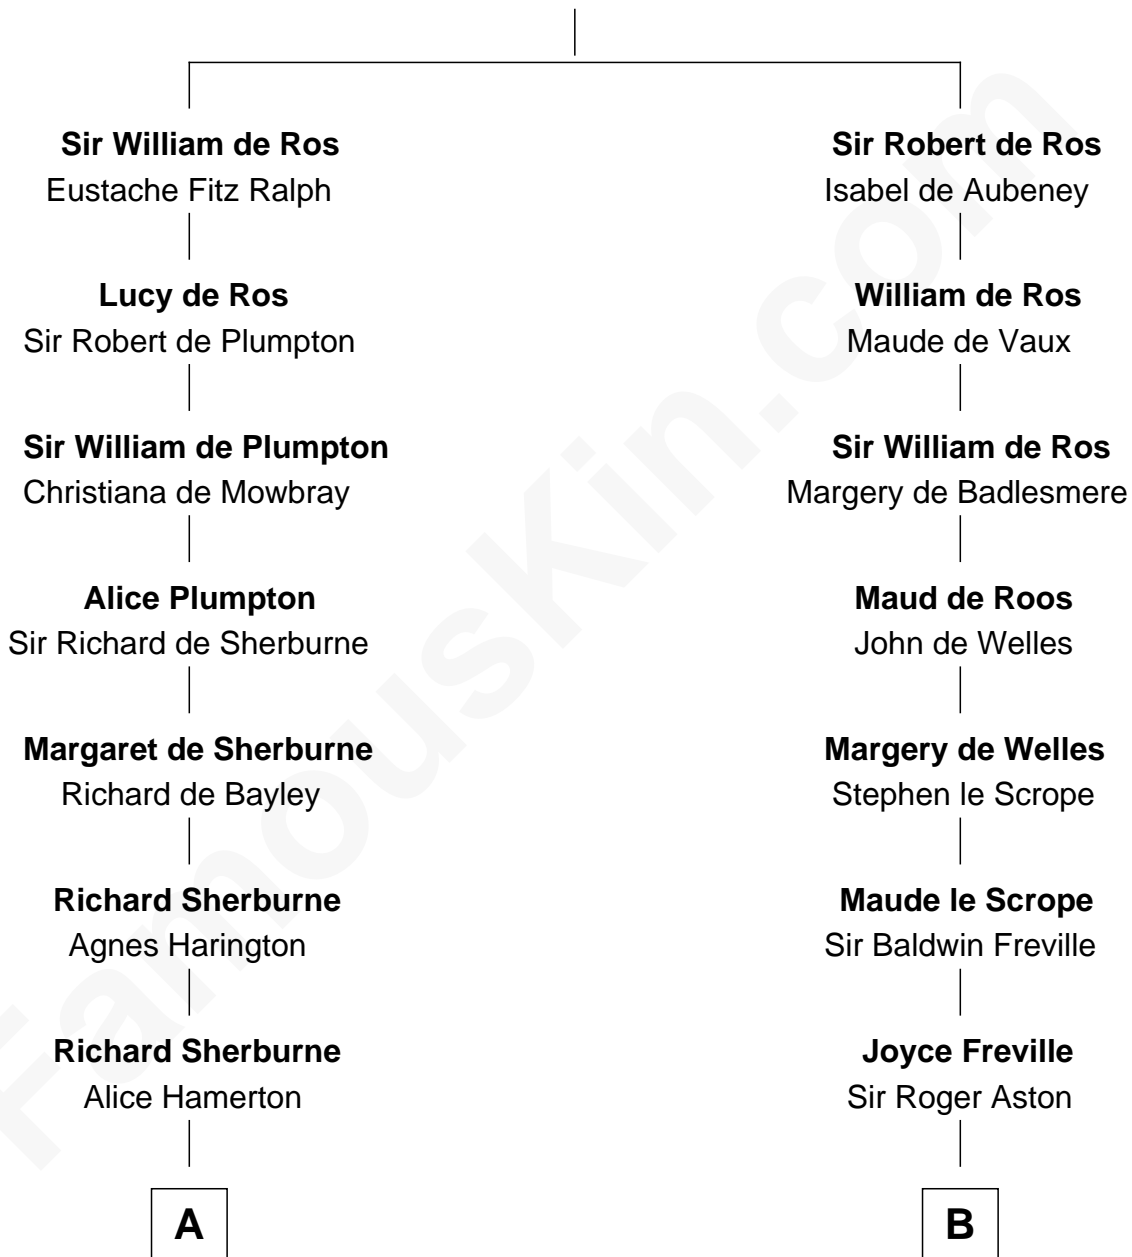 Sir William de Ros
Eustache Fitz Ralph
Lucy de Ros
Sir Robert de Plumpton
Sir William de Plumpton
Christiana de Mowbray
Alice Plumpton
Sir Richard de Sherburne
Margaret de Sherburne
Richard de Bayley
Richard Sherburne
Agnes Harington
Richard Sherburne
Alice Hamerton
A
Sir Robert de Ros
Isabel de Aubeney
William de Ros
Maude de Vaux
Sir William de Ros
Margery de Badlesmere
Maud de Roos
John de Welles
Margery de Welles
Stephen le Scrope
Maude le Scrope
Sir Baldwin Freville
Joyce Freville
Sir Roger Aston
B
FamousKin.com